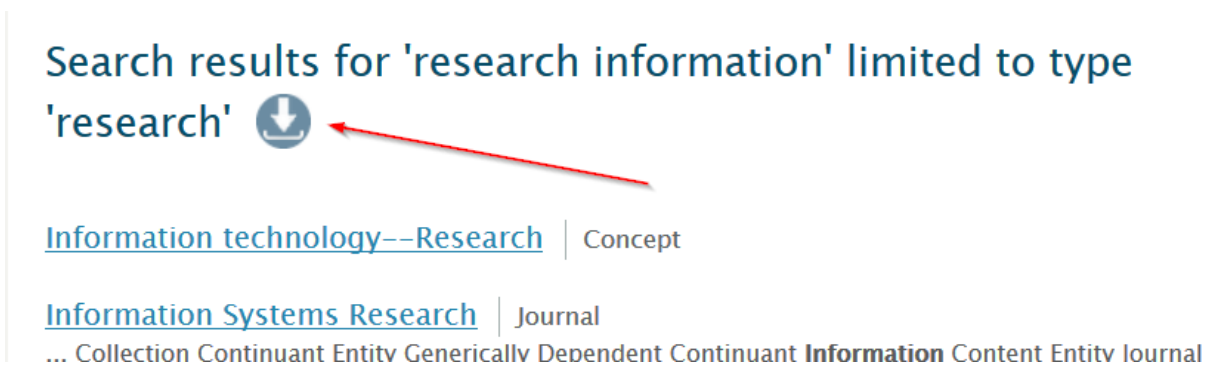 Search results for 'research information' limited to type
'research'
Information technology--Research | Concept
Information Systems Research | Journal
... Collection Continuant Entity Generically Dependent Continuant Information Content Entity Journal